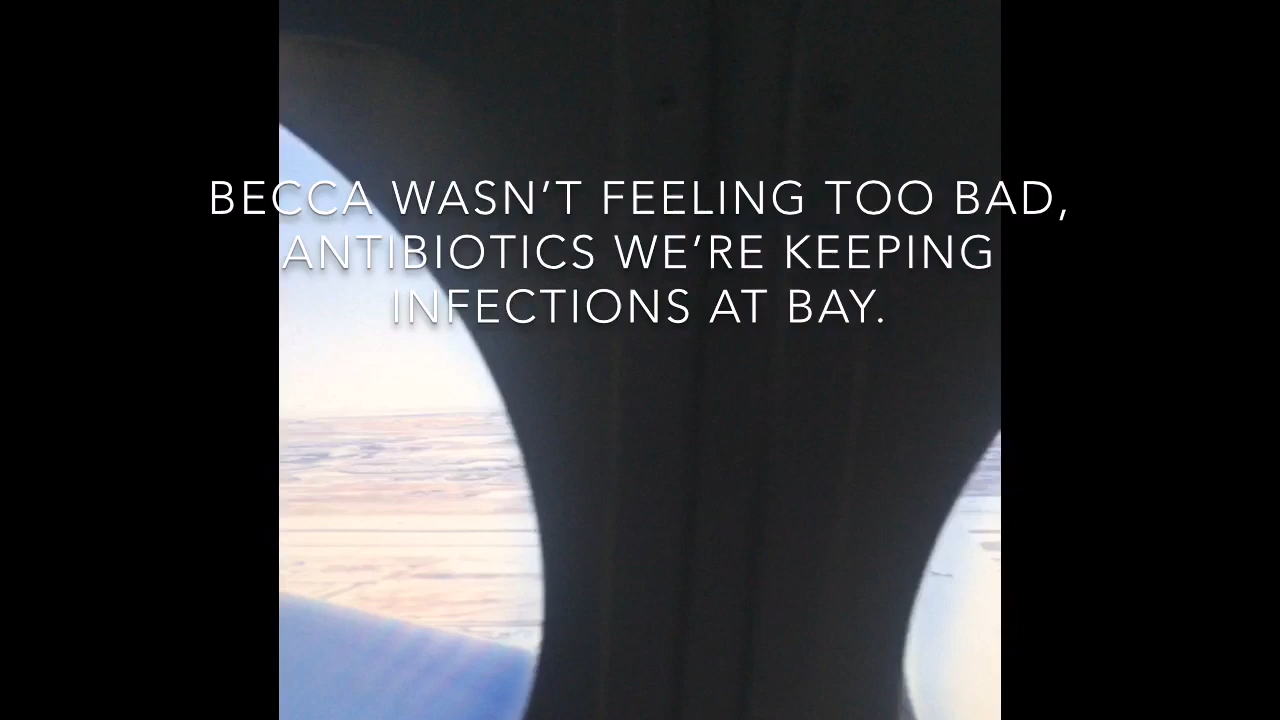 BECCA WASN’T FEELING TOO BAD,
ANTIBIOTICS WE’RE KEEPING
INFECTIONS AT BAY.